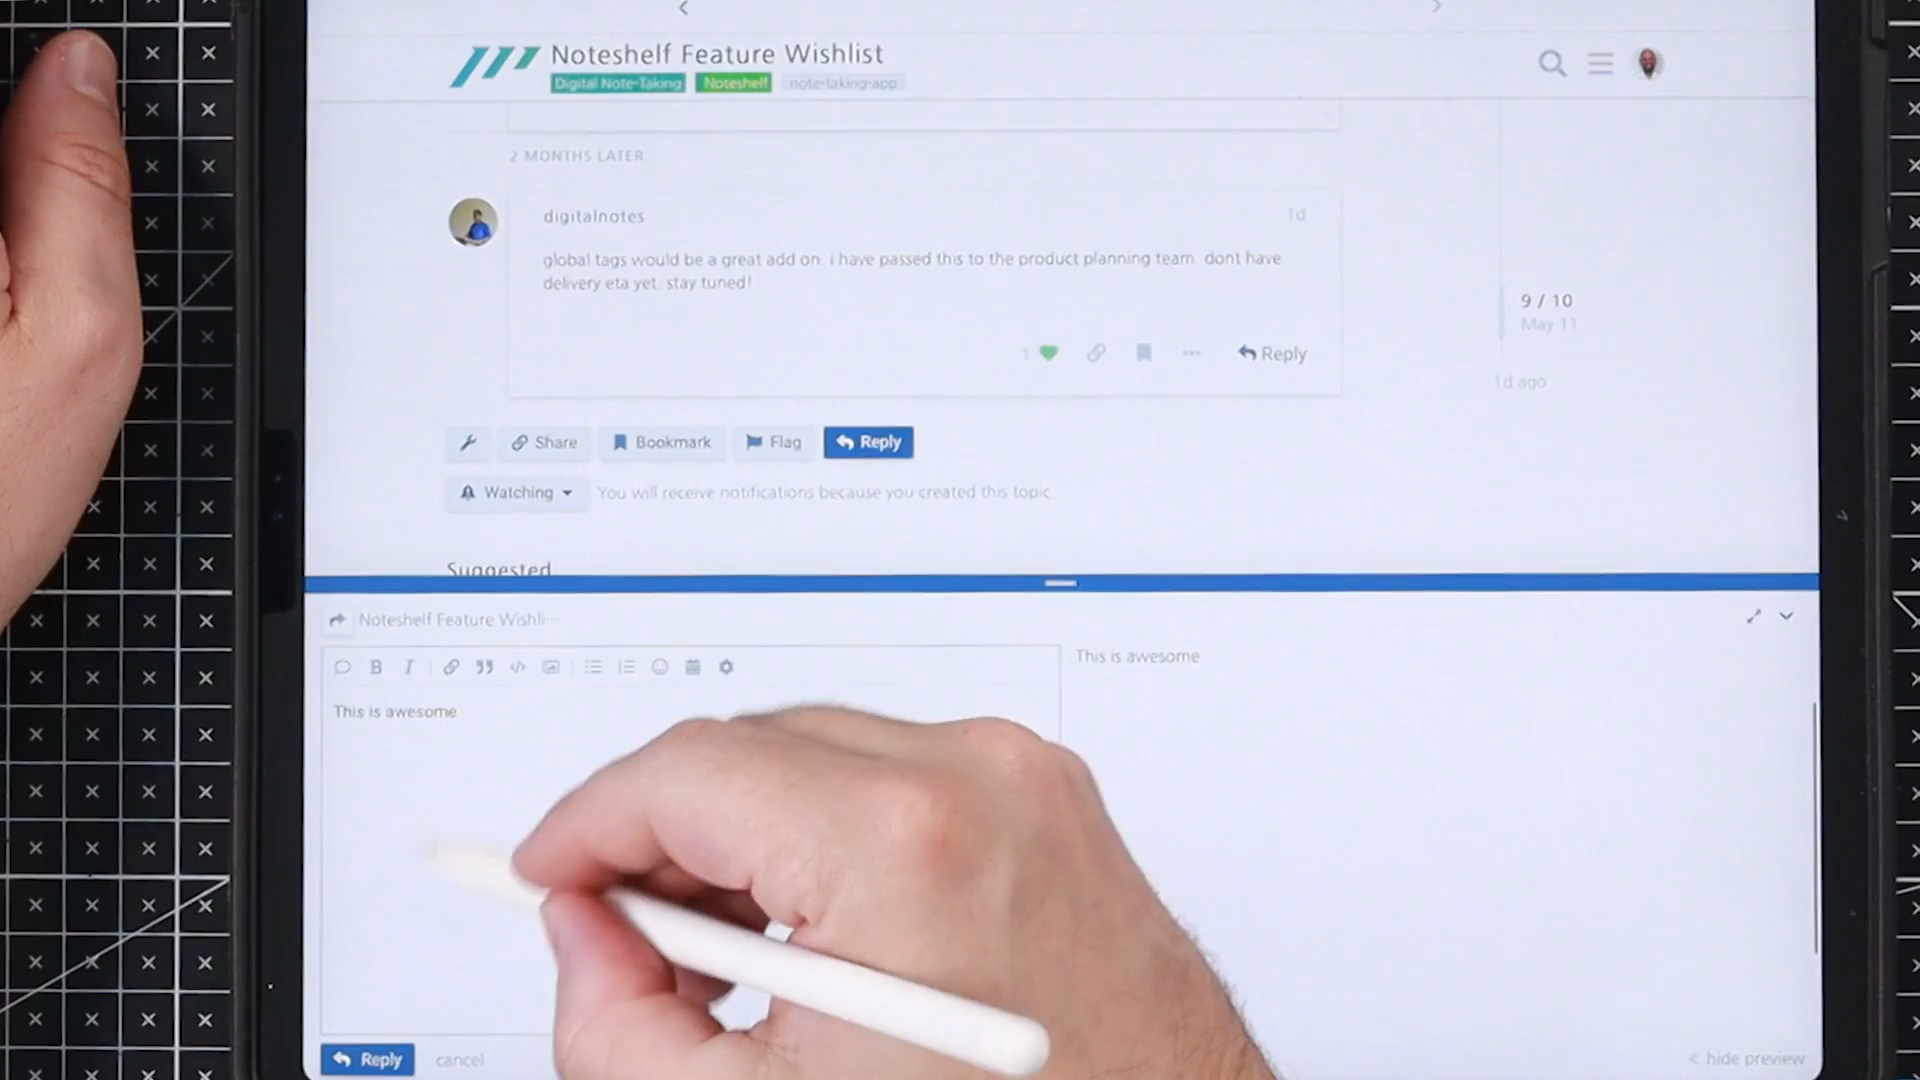 Noteshelf Feature Wishlist
Digital Note-Taking Noteshelf note-taking-app
2 MONTHS LATER
digitalnotes 1d
global tags would be a great add on. i have passed this to the product planning team. dont have
delivery eta yet. stay tuned!
9 / 10
May 11
1 Reply
1d ago
Share Bookmark Flag Reply
Watching You will receive notifications because you created this topic.
Suggested
Noteshelf Feature Wishli...
This is awesome
B I
This is awesome
Reply cancel
< hide preview